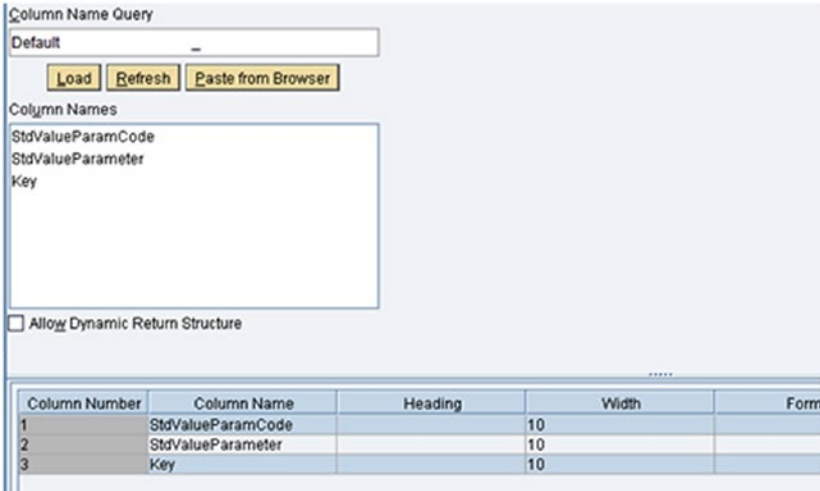 Column Name Query
Default _
Load Refresh Paste from Browser
Column Names
StdValueParamCode
StdValueParameter
Key
Allow Dynamic Return Structure
Column Number Column Name Heading Width Form
1 StdValueParamCode 10
2 StdValueParameter 10
3 Key 10